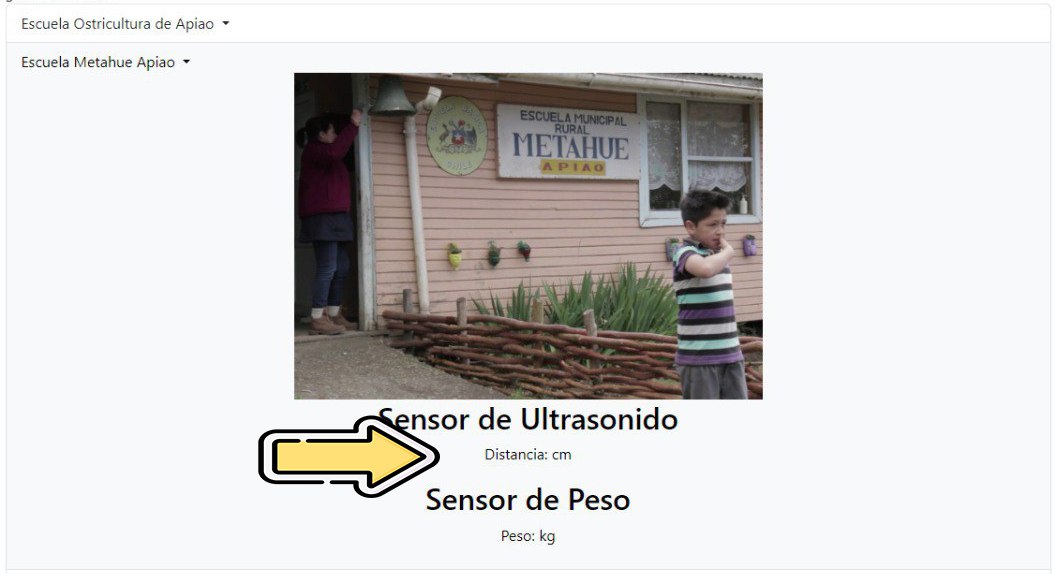 Escuela Ostricultura de Apiao
Escuela Metahue Apiao
ESCUELA MUNICIPAL
RURAL
METAHUE
APIAO
CHILE
Sensor de Ultrasonido
Distancia: cm
Sensor de Peso
Peso: kg